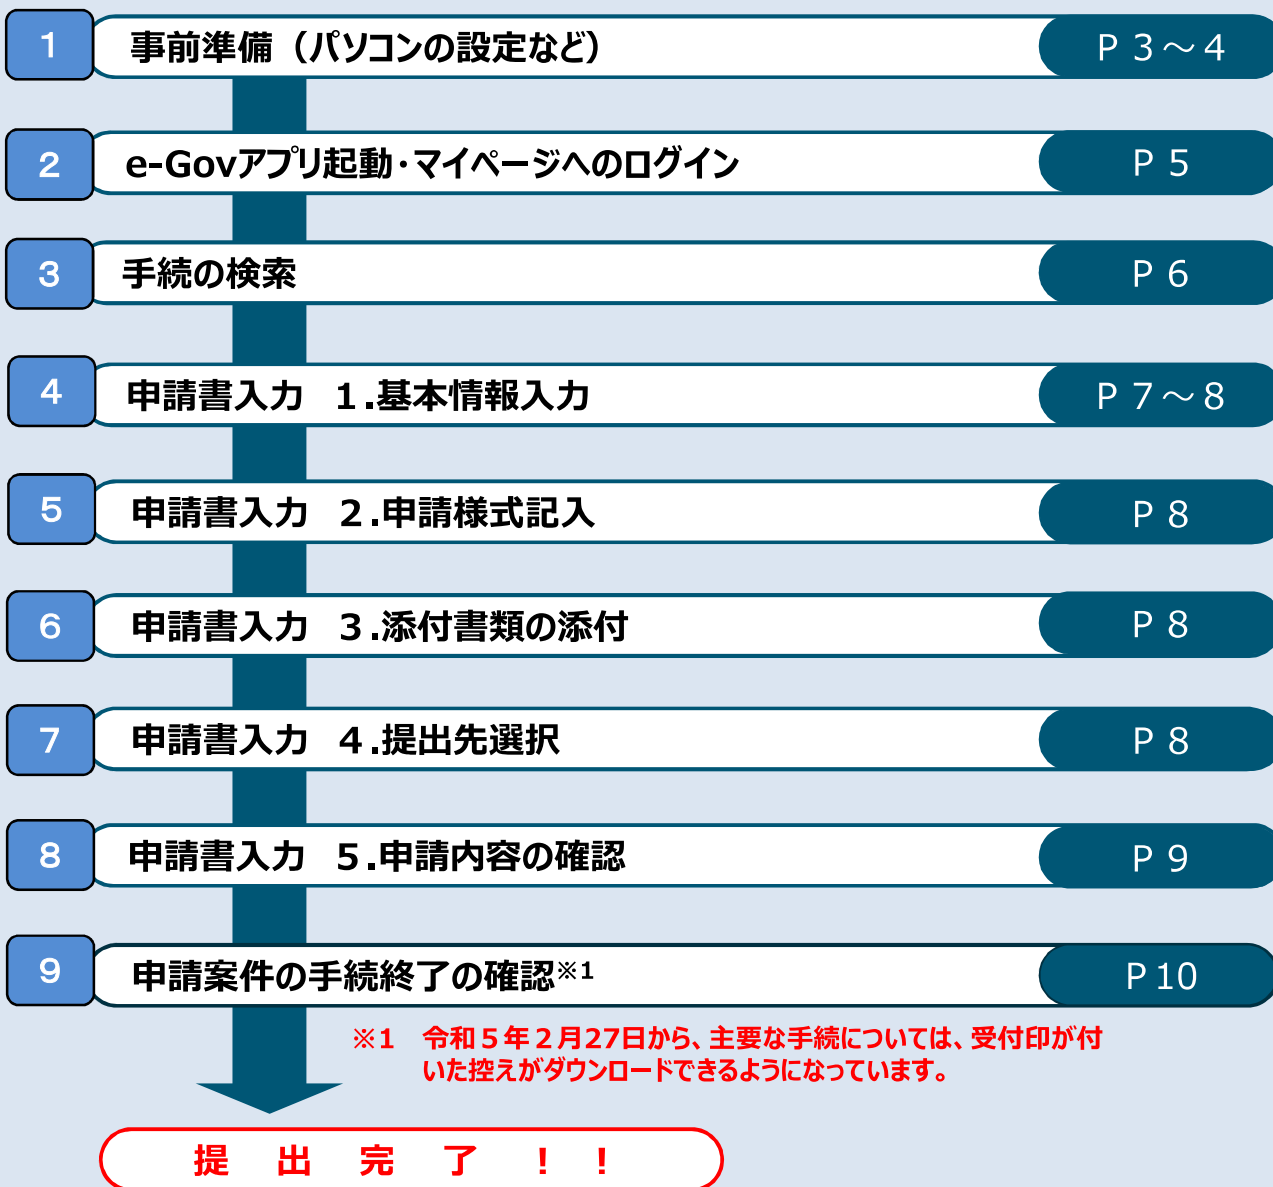 1 事前準備（パソコンの設定など） P 3～4
2 e-Govアプリ起動・マイページへのログイン P 5
3 手続の検索 P 6
4 申請書入力 1.基本情報入力 P 7～8
5 申請書入力 2.申請様式記入 P 8
6 申請書入力 3.添付書類の添付 P 8
7 申請書入力 4.提出先選択 P 8
8 申請書入力 5.申請内容の確認 P 9
9 申請案件の手続終了の確認※1 P10
※1 令和５年２月27日から、主要な手続については、受付印が付
いた控えがダウンロードできるようになっています。
提 出 完 了 ！ ！